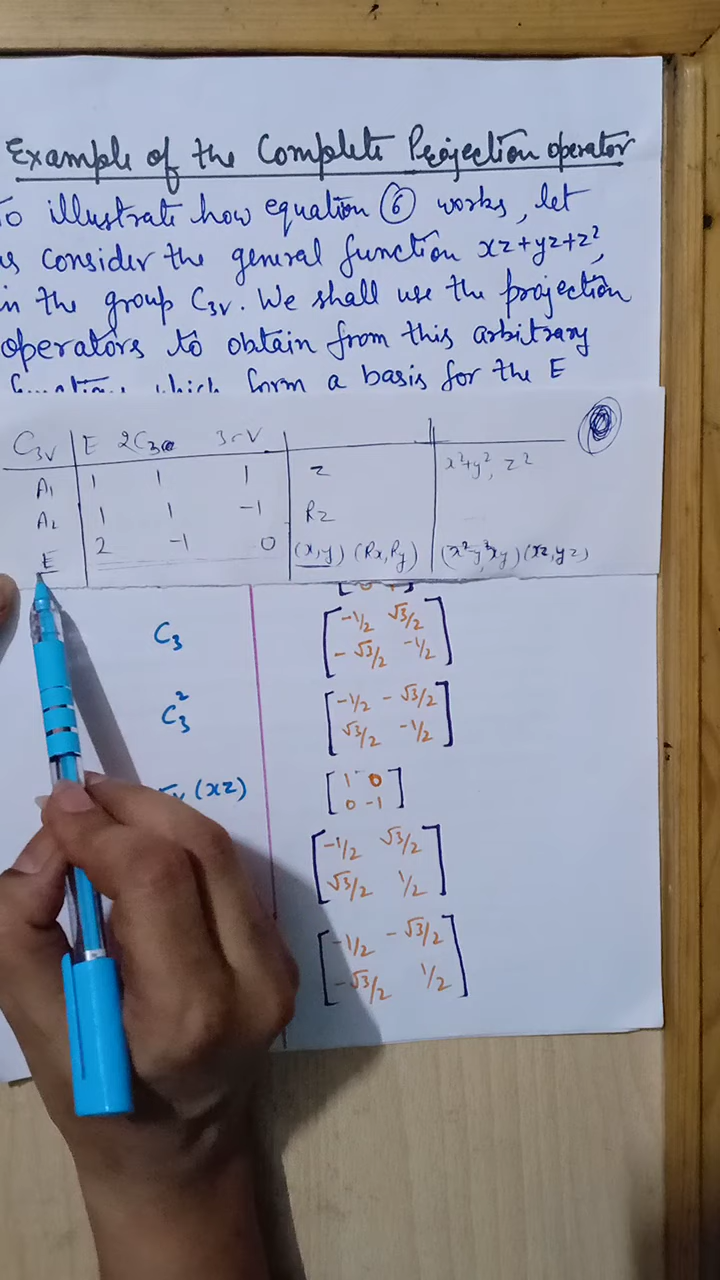 Example of the Complete Projection operator
To illustrate how equation ⑥ works, let
us consider the general function xz+yz+z²,
in the group C₃ᵥ. We shall use the projection
operators to obtain from this arbitrary
which form a basis for the E
C₃ᵥ E 2C₃ 3σV
A₁ 1 1 1 z x²+y², z²
A₂ 1 1 -1 Rz
E 2 -1 0 (x,y) (Rx,Ry) (x²-y², xy) (xz,yz)
C₃ [-1/2 √3/2
-√3/2 -1/2]
C₃² [-1/2 -√3/2
√3/2 -1/2]
(xz) [1 0
0 -1]
[-1/2 √3/2
√3/2 1/2]
[-1/2 -√3/2
-√3/2 1/2]